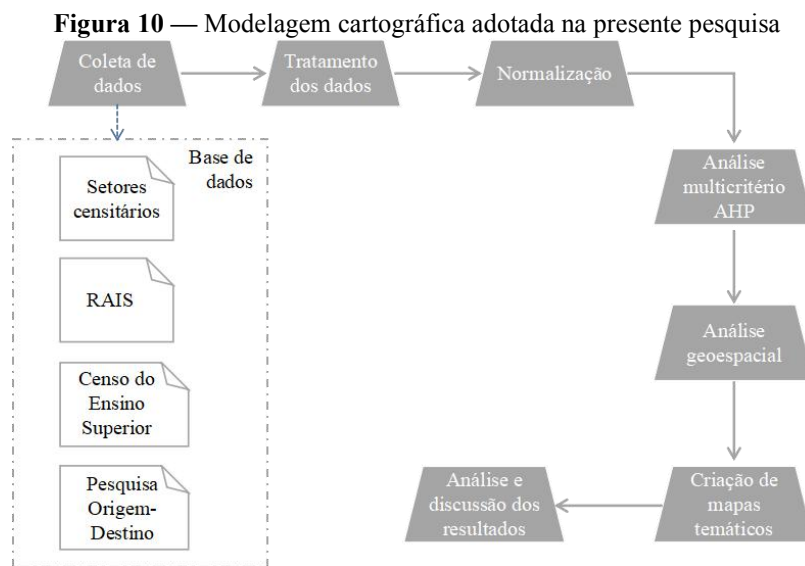 Figura 10 — Modelagem cartográfica adotada na presente pesquisa
Coleta de
dados
Tratamento
dos dados
Normalização
Base de
dados
Setores
censitários
RAIS
Censo do
Ensino
Superior
Pesquisa
Origem-
Destino
Análise
multicritério
AHP
Análise
geoespacial
Criação de
mapas
temáticos
Análise e
discussão dos
resultados